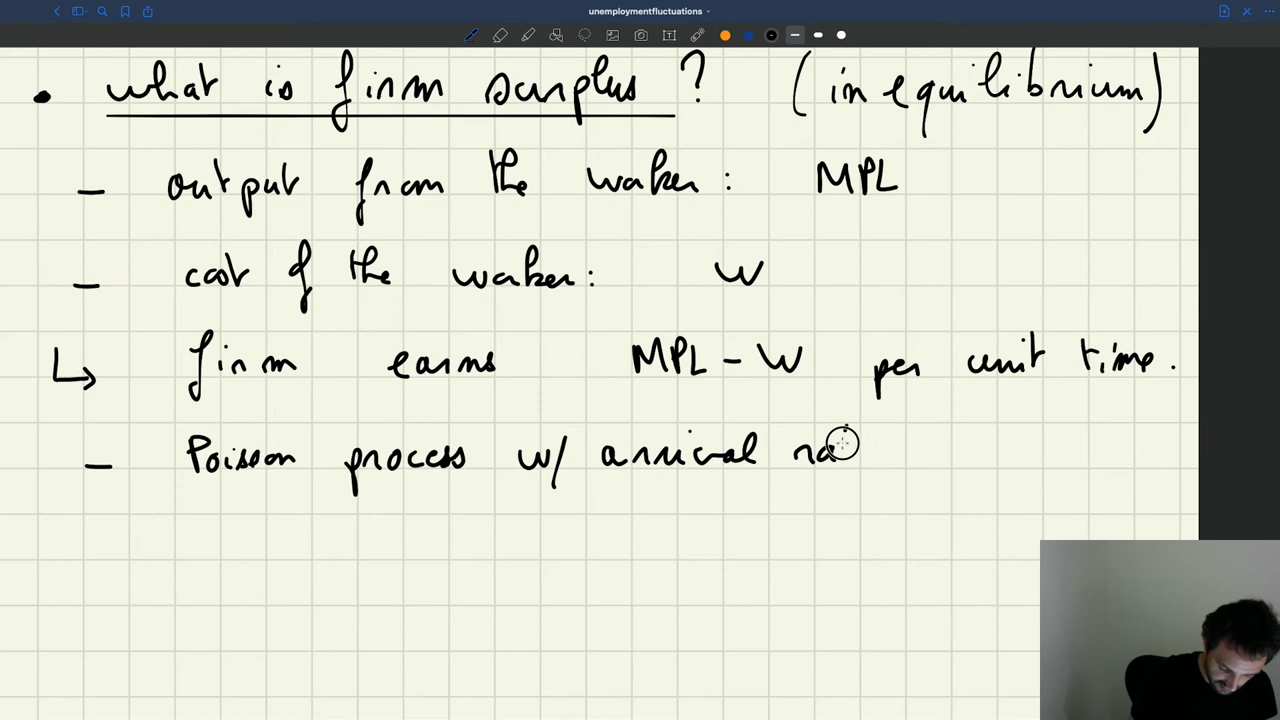 unemploymentfluctuations
• what is firm surplus ? (in equilibrium)
– output from the worker : MPL
– cost of the worker : W
↳ firm earns MPL – W per unit time.
– Poisson process w/ arrival ra